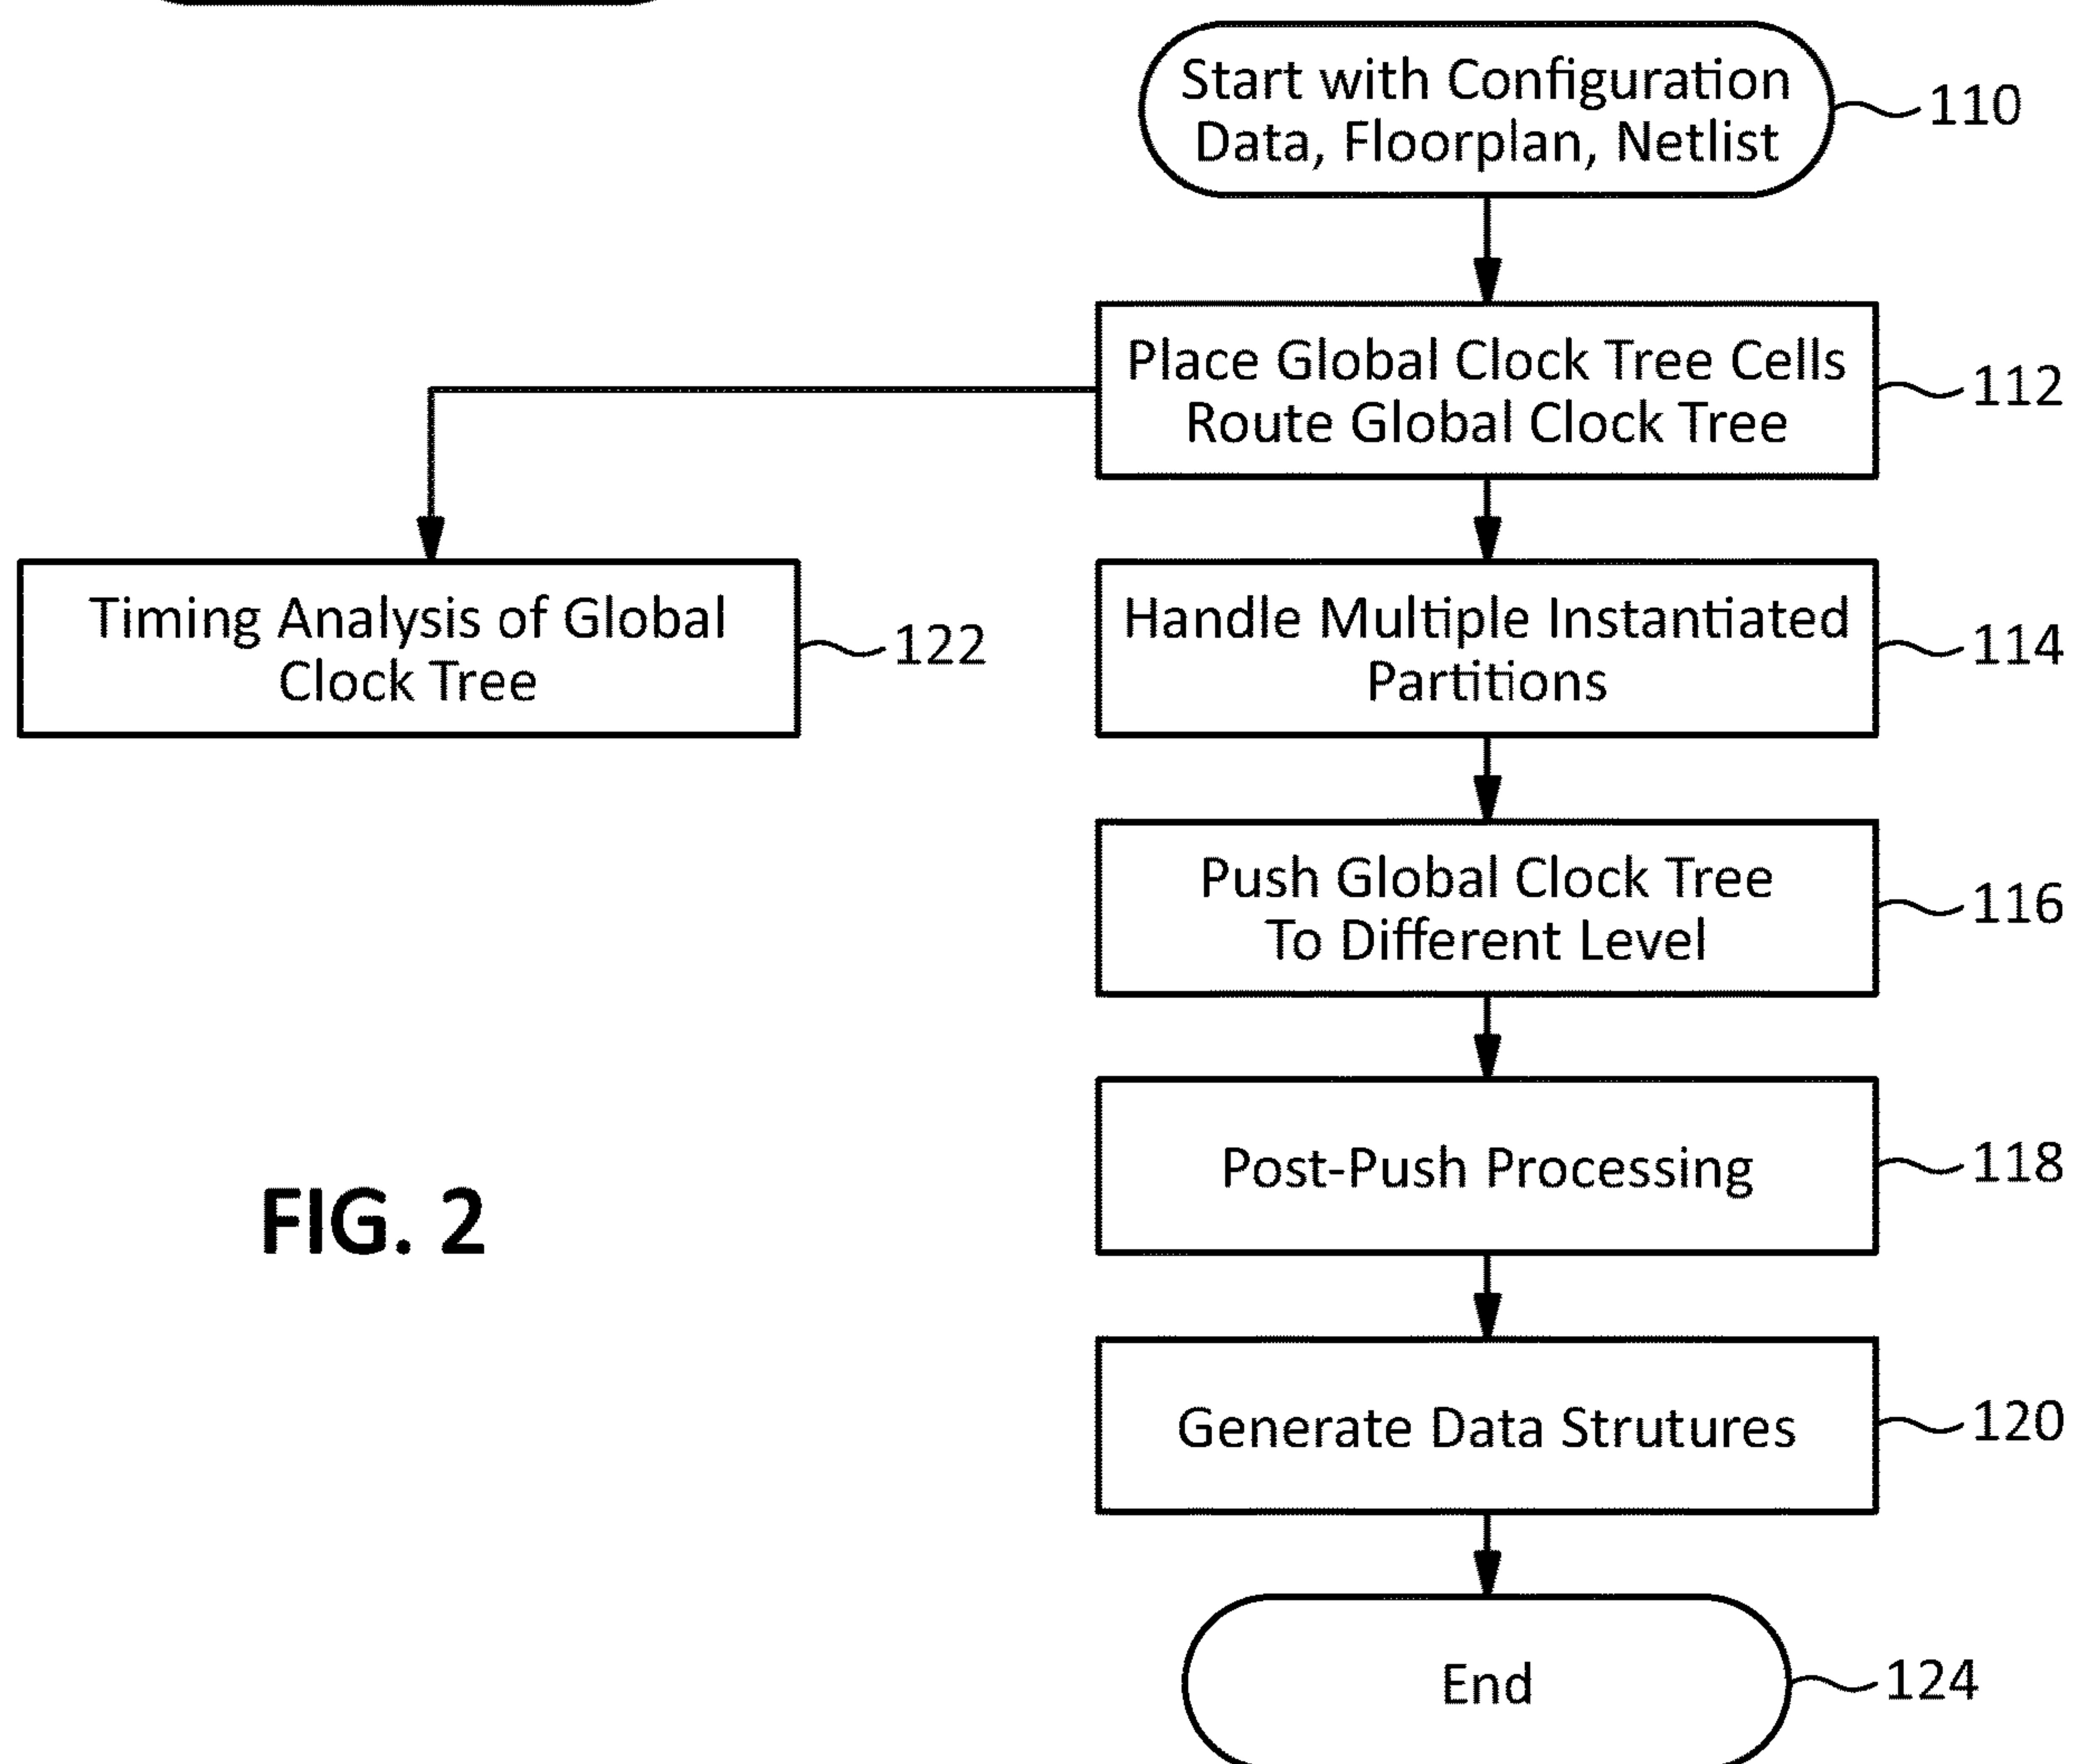 Start with Configuration
Data, Floorplan, Netlist
110
Place Global Clock Tree Cells
Route Global Clock Tree
112
Timing Analysis of Global
Clock Tree
122
Handle Multiple Instantiated
Partitions
114
Push Global Clock Tree
To Different Level
116
Post-Push Processing
118
FIG. 2
Generate Data Strutures
120
End
124